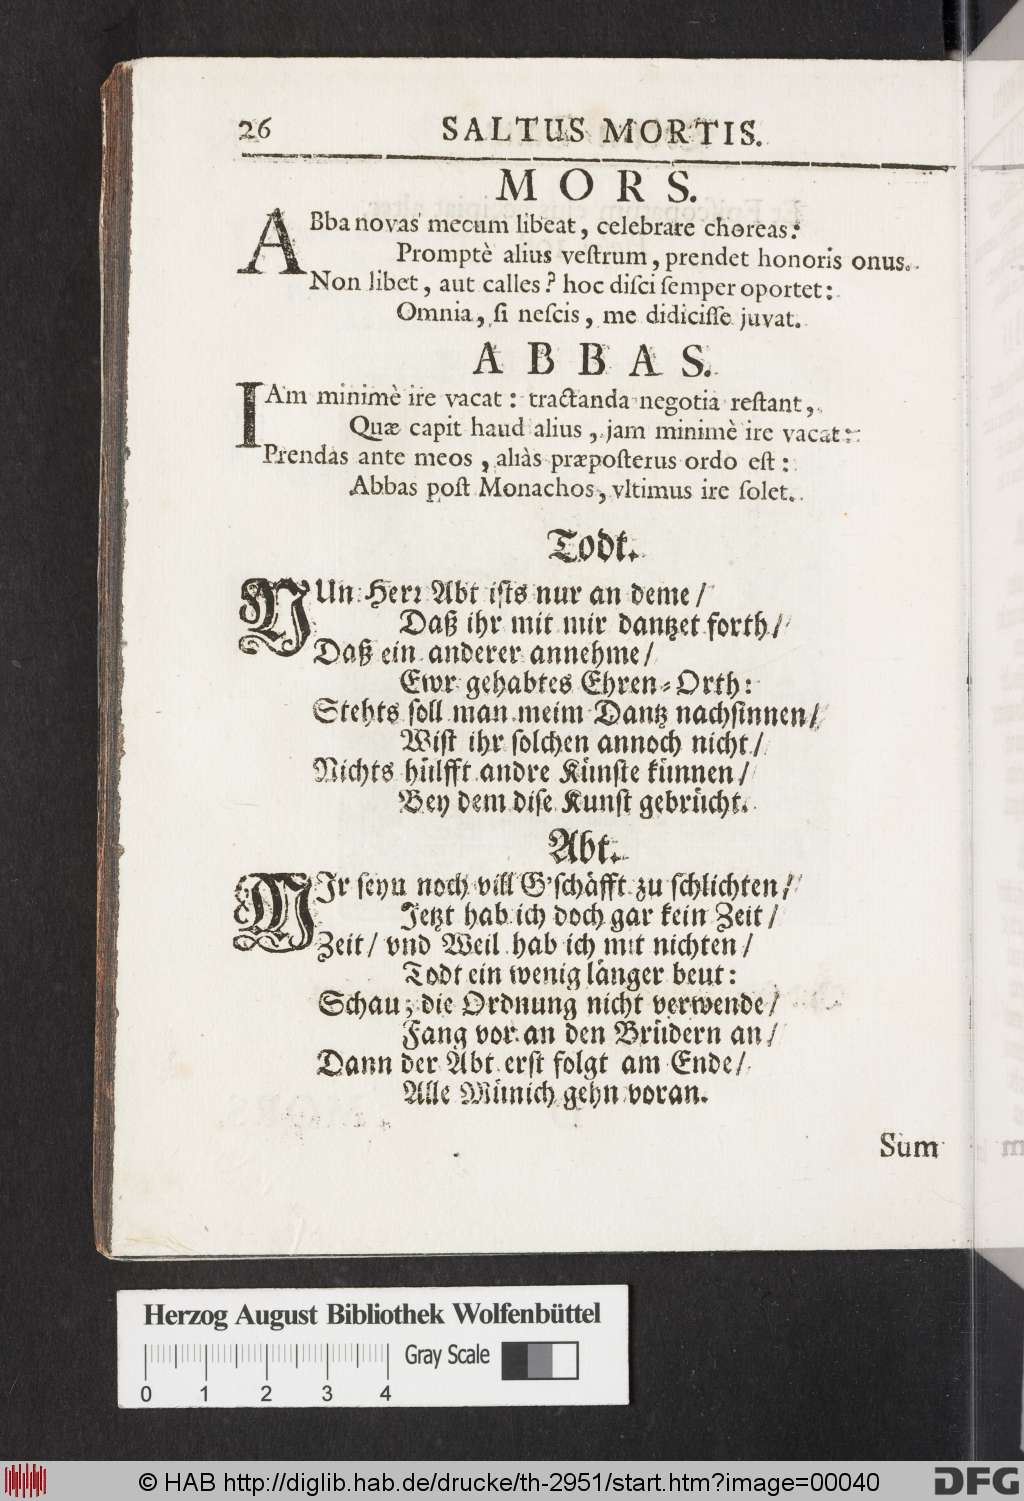 26 SALTUS MORTIS.
MORS.
ABba novas mecum libeat, celebrare choreas:
Promptè alius veſtrum, prendet honoris onus.
Non libet, aut calles? hoc diſci ſemper oportet:
Omnia, ſi neſcis, me didiciſſe juvat.
ABBAS.
IAm minimè ire vacat: tractanda negotia reſtant,
Quæ capit haud alius, jam minimè ire vacat:
Prendas ante meos, aliàs præpoſterus ordo eſt:
Abbas poſt Monachos, vltimus ire ſolet.
Todt.
NUn Herr Abt iſts nur an deme/
Daß ihr mit mir dantzet forth/
Daß ein anderer annehme/
Ewr gehabtes Ehren-Orth:
Stehts ſoll man meim Dantz nachſinnen/
Wiſt ihr ſolchen annoch nicht/
Nichts hülfft andre Künſte künnen/
Bey dem diſe Kunſt gebrücht.
Abt.
MIr ſeyn noch vill G'ſchäfft zu ſchlichten/
Jetzt hab ich doch gar kein Zeit/
Zeit/ vnd Weil hab ich mit nichten/
Todt ein wenig länger beut:
Schau, die Ordnung nicht verwende/
Fang vor an den Brüdern an/
Dann der Abt erſt folgt am Ende/
Alle Münich gehn voran.
Sum
Herzog August Bibliothek Wolfenbüttel
Gray Scale
0 1 2 3 4
© HAB http://diglib.hab.de/drucke/th-2951/start.htm?image=00040
DFG